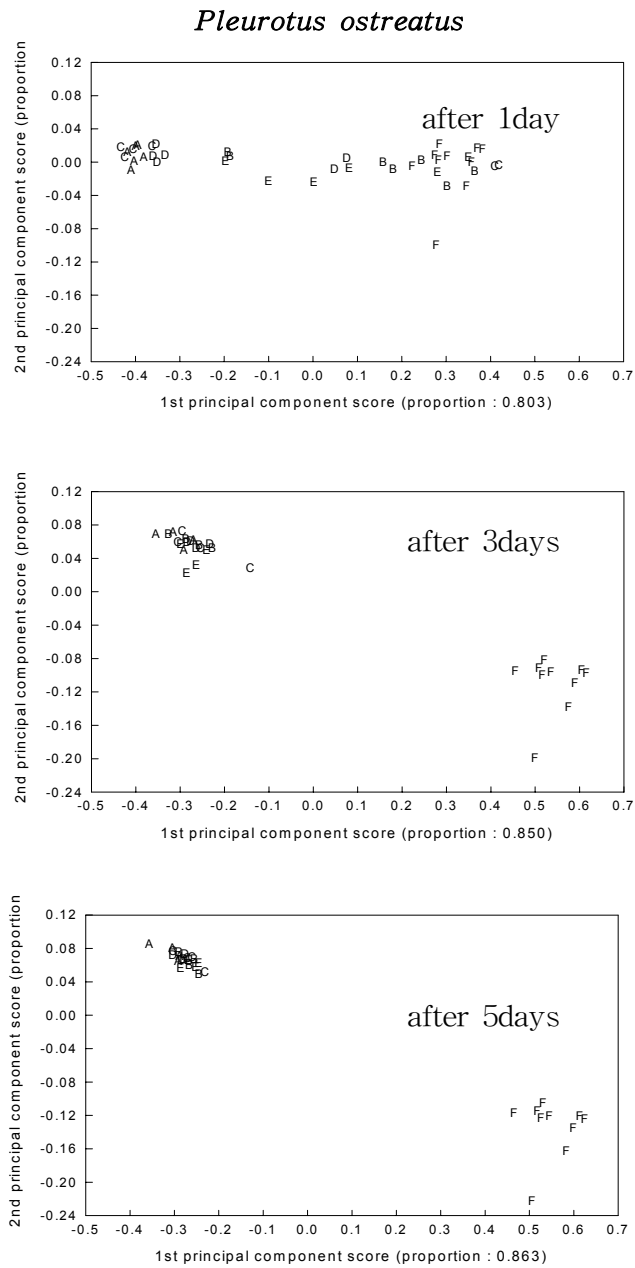 Pleurotus ostreatus
after 1day
2nd principal component score (proportion
0.12
0.08
0.04
0.00
-0.04
-0.08
-0.12
-0.16
-0.20
-0.24
-0.5 -0.4 -0.3 -0.2 -0.1 0.0 0.1 0.2 0.3 0.4 0.5 0.6 0.7
1st principal component score (proportion : 0.803)
after 3days
2nd principal component score (proportion
0.12
0.08
0.04
0.00
-0.04
-0.08
-0.12
-0.16
-0.20
-0.24
-0.5 -0.4 -0.3 -0.2 -0.1 0.0 0.1 0.2 0.3 0.4 0.5 0.6 0.7
1st principal component score (proportion : 0.850)
after 5days
2nd principal component score (proportion
0.12
0.08
0.04
0.00
-0.04
-0.08
-0.12
-0.16
-0.20
-0.24
-0.5 -0.4 -0.3 -0.2 -0.1 0.0 0.1 0.2 0.3 0.4 0.5 0.6 0.7
1st principal component score (proportion : 0.863)